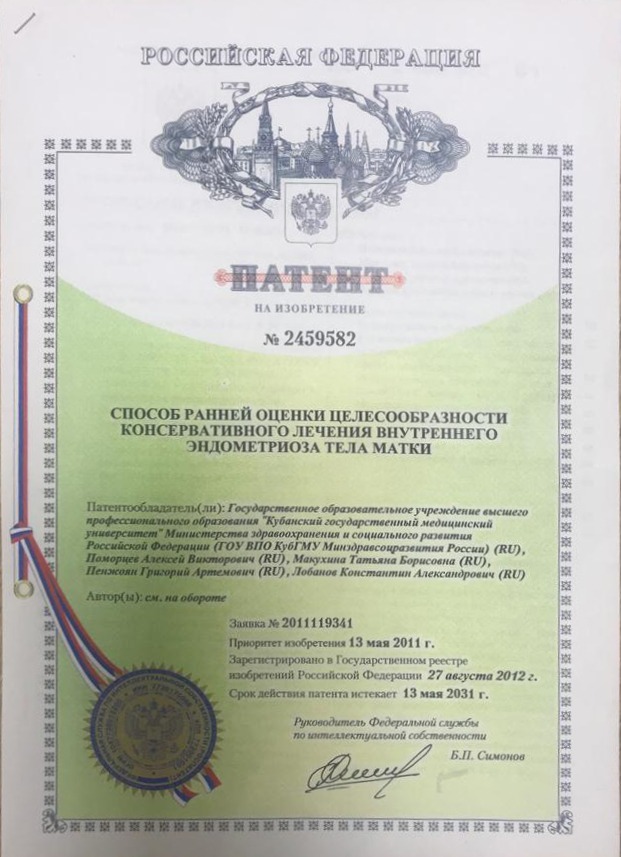 РОССИЙСКАЯ ФЕДЕРАЦИЯ
ПАТЕНТ
НА ИЗОБРЕТЕНИЕ
№ 2459582
СПОСОБ РАННЕЙ ОЦЕНКИ ЦЕЛЕСООБРАЗНОСТИ
КОНСЕРВАТИВНОГО ЛЕЧЕНИЯ ВНУТРЕННЕГО
ЭНДОМЕТРИОЗА ТЕЛА МАТКИ
Патентообладатель(ли): Государственное образовательное учреждение высшего
профессионального образования "Кубанский государственный медицинский
университет" Министерства здравоохранения и социального развития
Российской Федерации (ГОУ ВПО КубГМУ Минздравсоцразвития России) (RU),
Поморцев Алексей Викторович (RU), Макухина Татьяна Борисовна (RU),
Пенжоян Григорий Артемович (RU), Лобанов Константин Александрович (RU)
Автор(ы): см. на обороте
Заявка № 2011119341
Приоритет изобретения 13 мая 2011 г.
Зарегистрировано в Государственном реестре
изобретений Российской Федерации 27 августа 2012 г.
Срок действия патента истекает 13 мая 2031 г.
Руководитель Федеральной службы
по интеллектуальной собственности
Б.П. Симонов